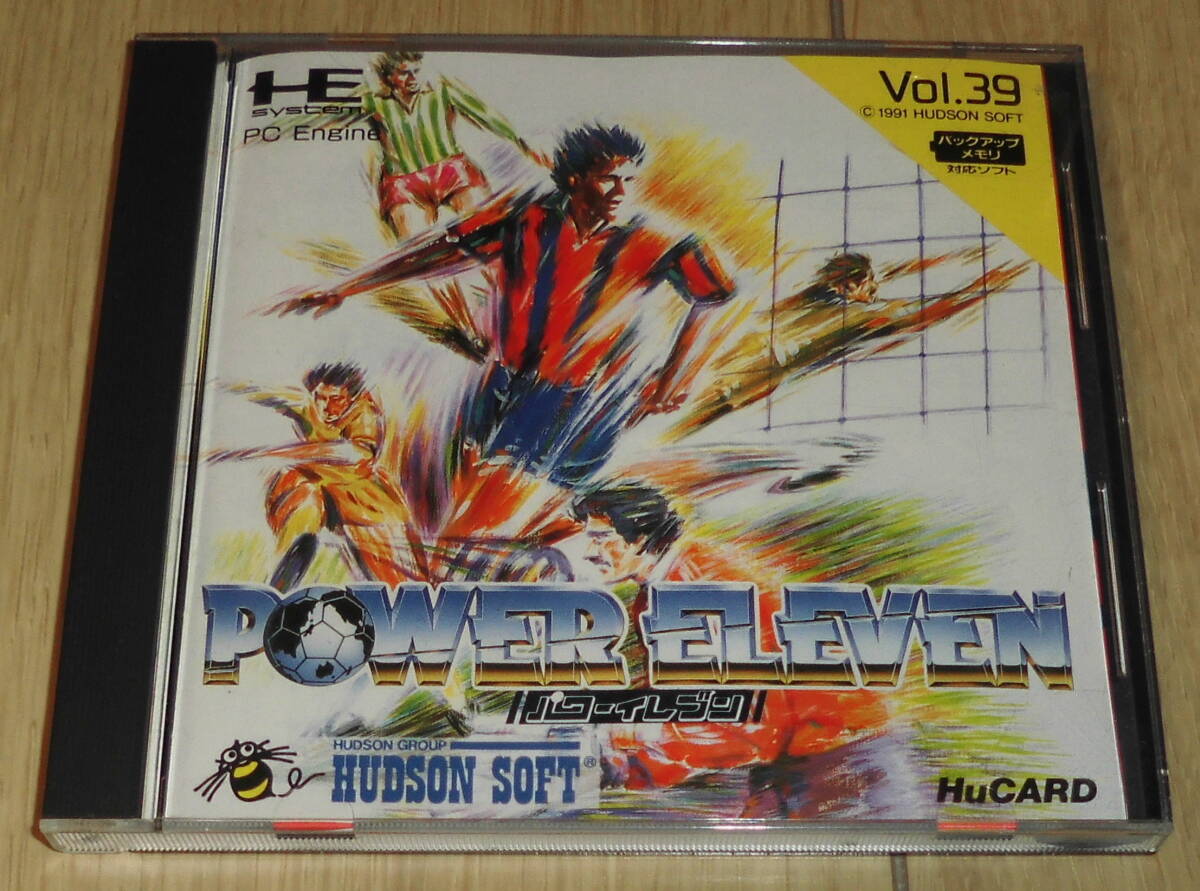 HE
system
PC Engine
Vol.39
© 1991 HUDSON SOFT
バックアップ
メモリ
対応ソフト
POWER ELEVEN
パワーイレブン
HUDSON GROUP
HUDSON SOFT®
HuCARD